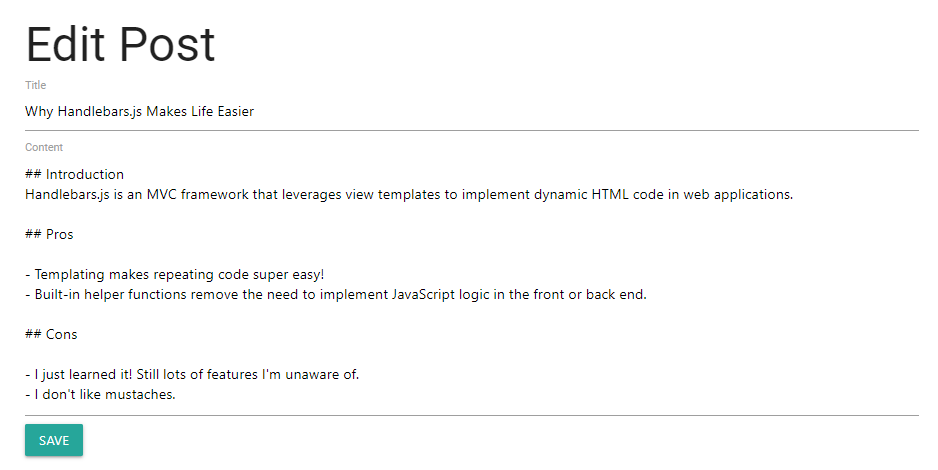 Edit Post
Title
Why Handlebars.js Makes Life Easier
Content
## Introduction
Handlebars.js is an MVC framework that leverages view templates to implement dynamic HTML code in web applications.
## Pros
- Templating makes repeating code super easy!
- Built-in helper functions remove the need to implement JavaScript logic in the front or back end.
## Cons
- I just learned it! Still lots of features I'm unaware of.
- I don't like mustaches.
SAVE